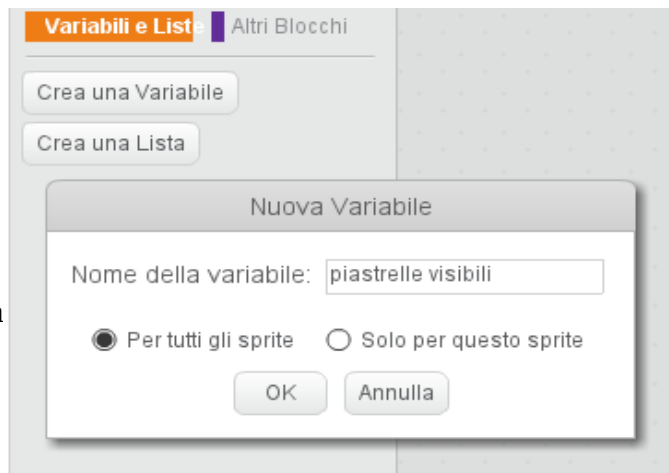 Variabili e Liste Altri Blocchi
Crea una Variabile
Crea una Lista
Nuova Variabile
Nome della variabile: piastrelle visibili
Per tutti gli sprite Solo per questo sprite
OK Annulla